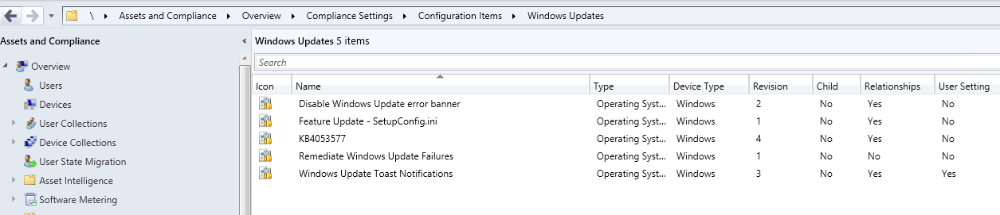 \ Assets and Compliance Overview Compliance Settings Configuration Items Windows Updates
Assets and Compliance
Overview
Users
Devices
User Collections
Device Collections
User State Migration
Asset Intelligence
Software Metering
Windows Updates 5 items
Search
Icon Name Type Device Type Revision Child Relationships User Setting
Disable Windows Update error banner Operating Syst... Windows 2 No Yes No
Feature Update - SetupConfig.ini Operating Syst... Windows 1 No Yes No
KB4053577 Operating Syst... Windows 4 No Yes No
Remediate Windows Update Failures Operating Syst... Windows 1 No No No
Windows Update Toast Notifications Operating Syst... Windows 3 No Yes Yes